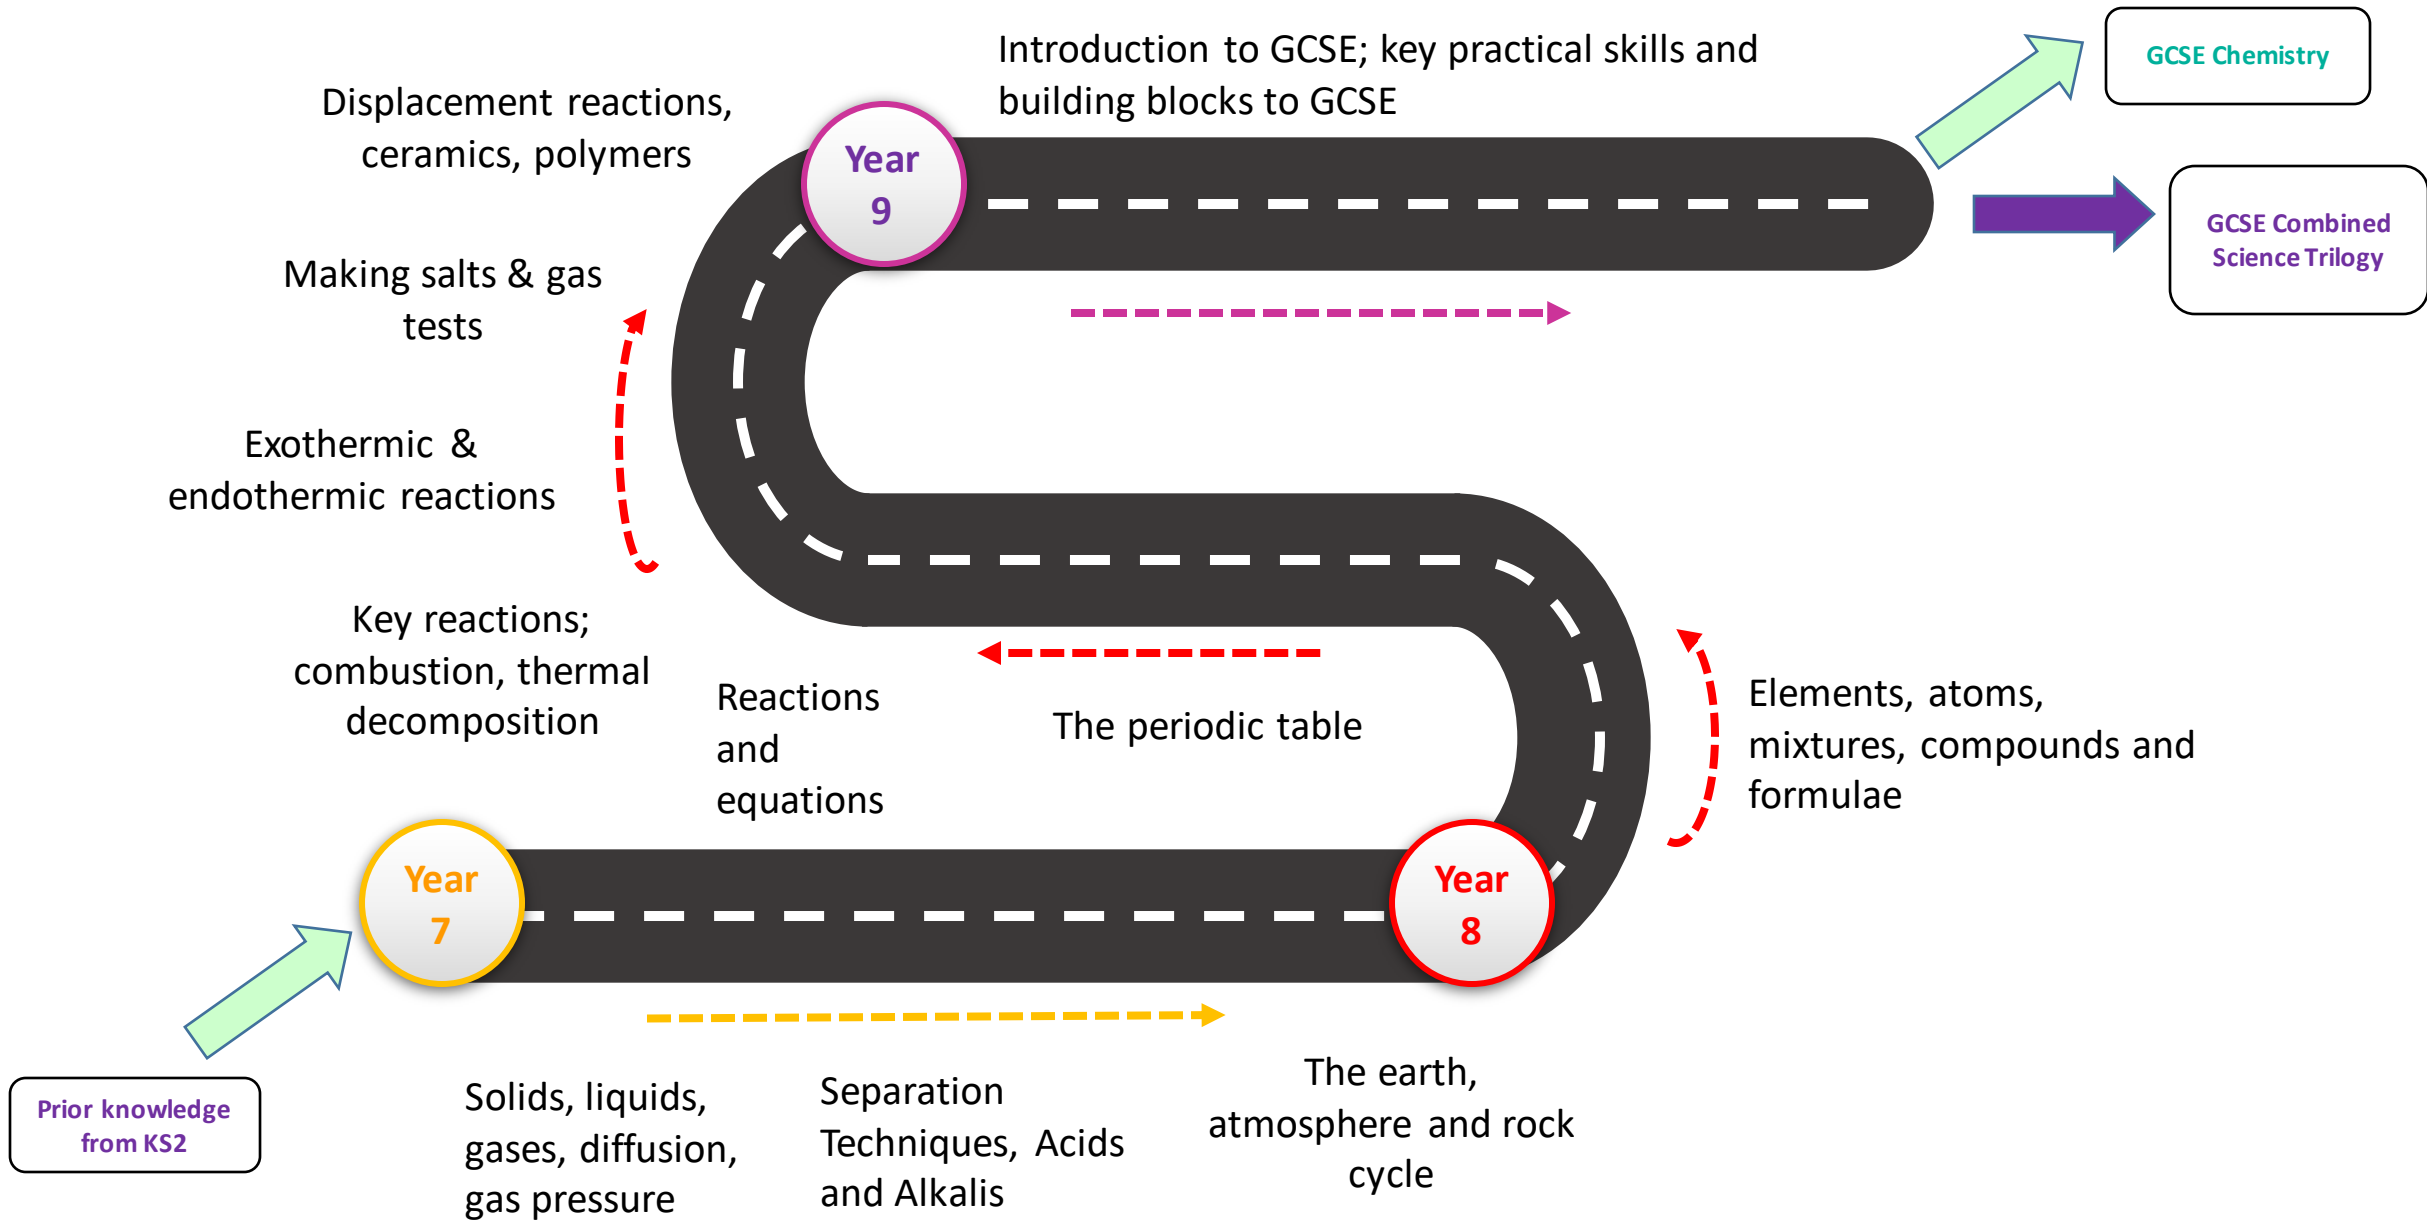 Introduction to GCSE; key practical skills and
building blocks to GCSE
GCSE Chemistry
GCSE Combined
Science Trilogy
Displacement reactions,
ceramics, polymers
Year
9
Making salts & gas
tests
Exothermic &
endothermic reactions
Key reactions;
combustion, thermal
decomposition
Reactions
and
equations
The periodic table
Elements, atoms,
mixtures, compounds and
formulae
Year
7
Year
8
Prior knowledge
from KS2
Solids, liquids,
gases, diffusion,
gas pressure
Separation
Techniques, Acids
and Alkalis
The earth,
atmosphere and rock
cycle